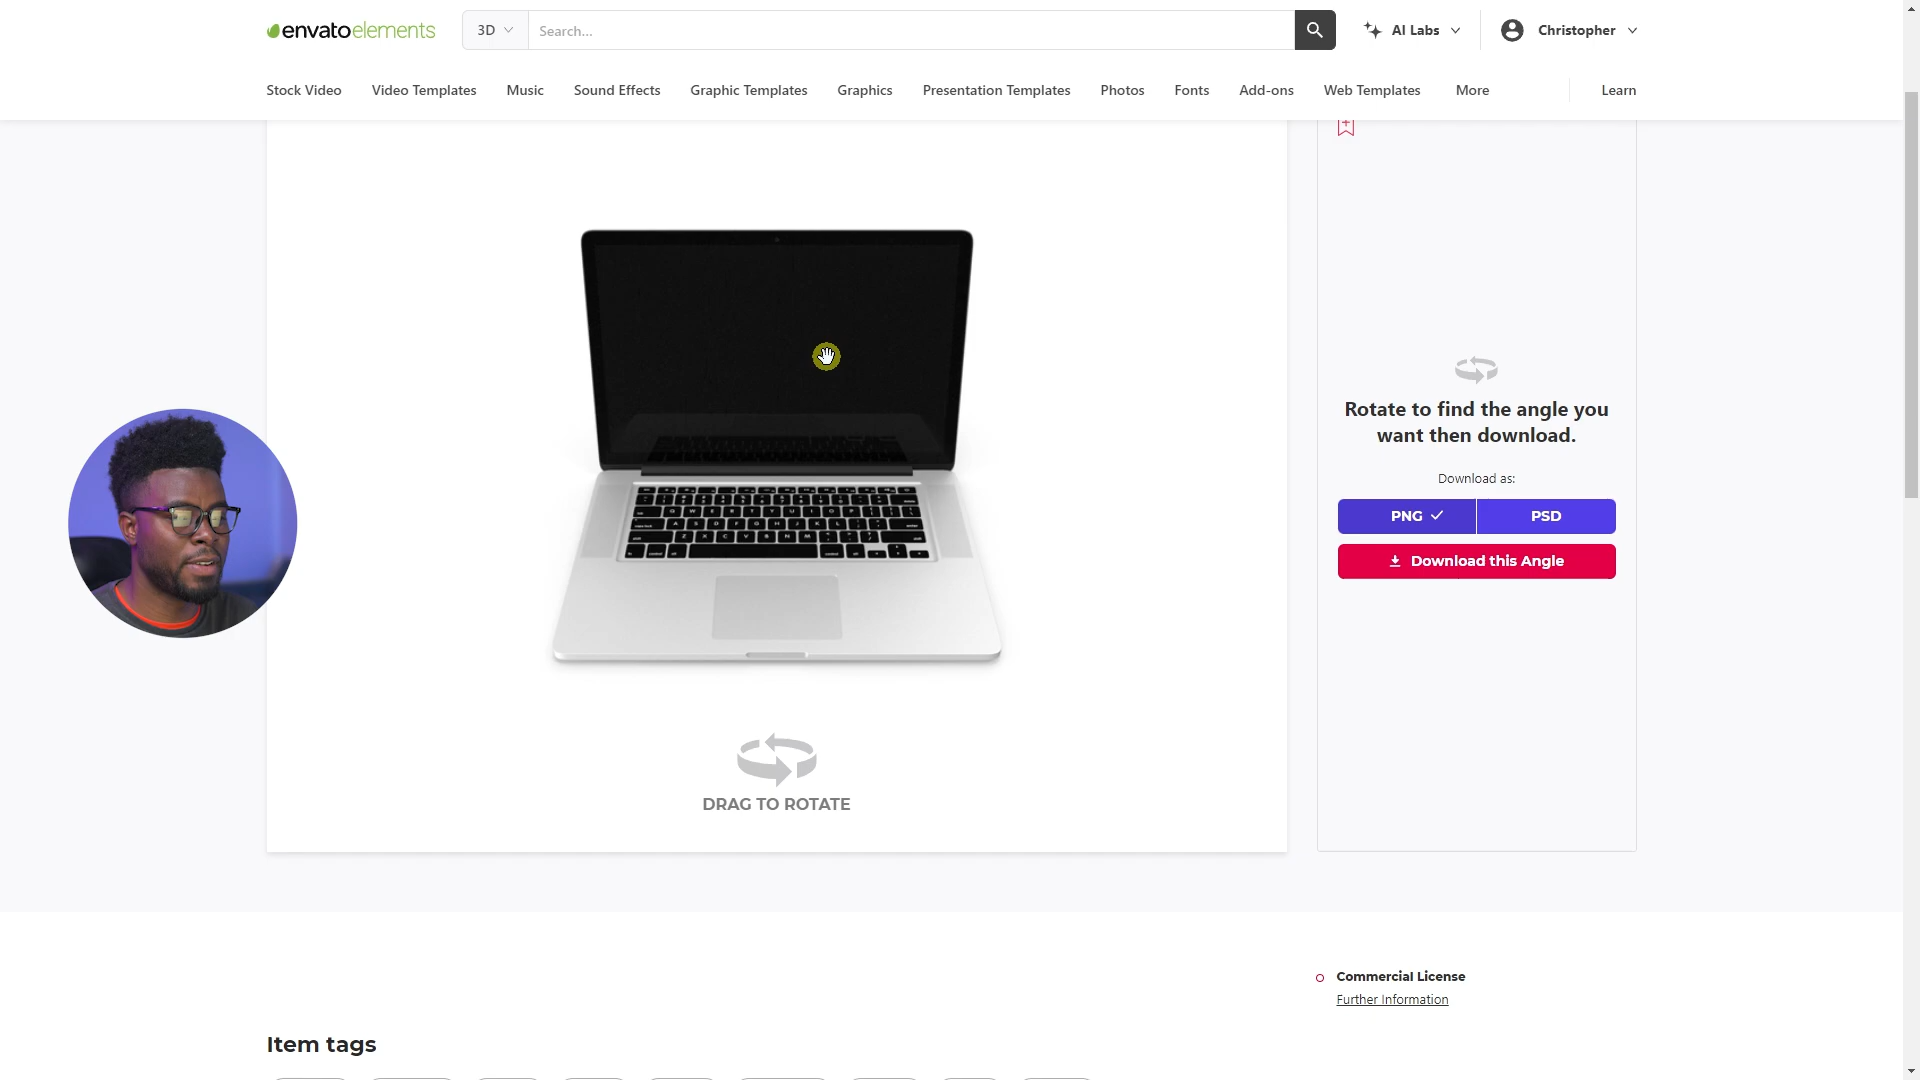 envatoelements
3D
Search...
AI Labs
Christopher
Stock Video
Video Templates
Music
Sound Effects
Graphic Templates
Graphics
Presentation Templates
Photos
Fonts
Add-ons
Web Templates
More
Learn
Rotate to find the angle you
want then download.
Download as:
PNG
PSD
Download this Angle
DRAG TO ROTATE
Commercial License
Further Information
Item tags